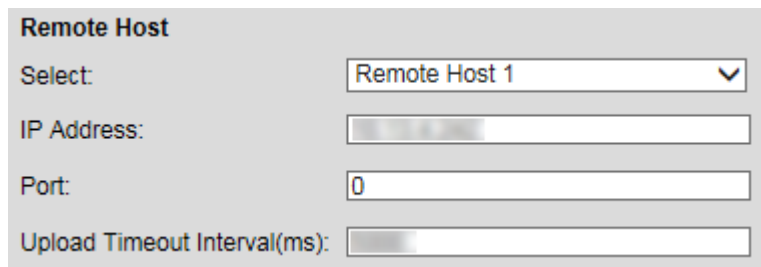 Remote Host
Select: Remote Host 1
IP Address:
Port: 0
Upload Timeout Interval(ms):